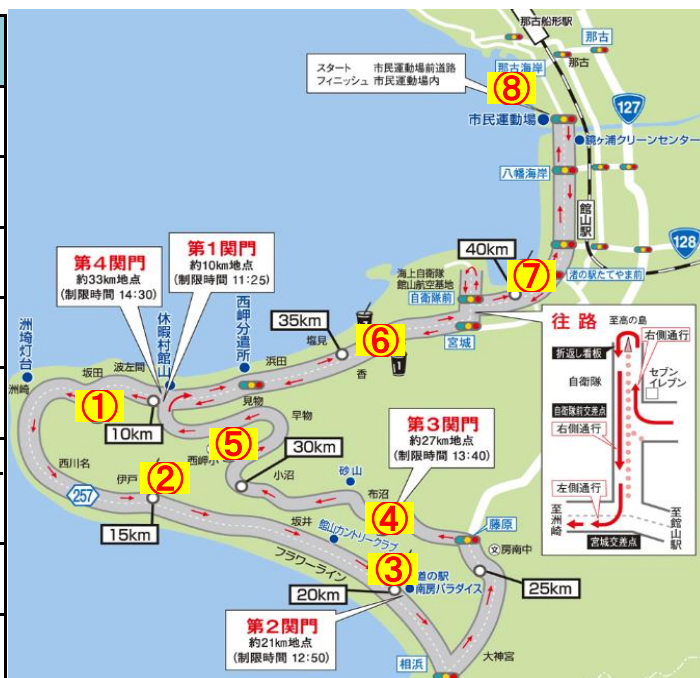 那古船形駅
那古
那古海岸
那古
スタート 市民運動場前道路
フィニッシュ 市民運動場内
⑧
127
市民運動場
鏡ヶ浦クリーンセンター
八幡海岸
館山駅
128
40km
⑦
渚の駅たてやま前
海上自衛隊
館山航空基地
自衛隊前
宮城
第4関門
約33km地点
(制限時間 14:30)
第1関門
約10km地点
(制限時間 11:25)
西岬分遣所
休暇村館山
35km
塩見
⑥
香
浜田
見物
早物
洲埼灯台
洲崎
坂田
波左間
①
10km
⑤
西岬小
30km
小沼
砂山
第3関門
約27km地点
(制限時間 13:40)
布沼
④
藤原
西川名
伊戸
②
257
15km
坂井
館山カントリークラブ
フラワーライン
③
道の駅
南房パラダイス
20km
文房南中
25km
第2関門
約21km地点
(制限時間 12:50)
相浜
大神宮
往路
至高の島
右側通行
折返し看板
自衛隊
セブン
イレブン
自衛隊前交差点
右側通行
左側通行
至洲崎
至館山駅
宮城交差点